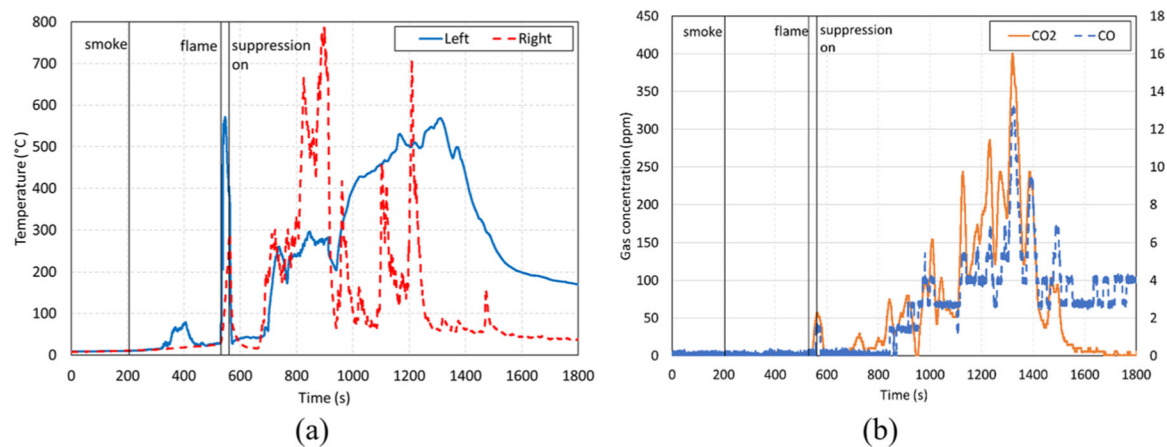 800
700
600
500
400
300
200
100
0
Temperature (°C)
smoke
flame
suppression
on
Left
Right
0
200
400
600
800
1000
1200
1400
1600
1800
Time (s)
(a)
450
400
350
300
250
200
150
100
50
0
Gas concentration (ppm)
smoke
flame
suppression
on
CO2
CO
18
16
14
12
10
8
6
4
2
0
0
200
400
600
800
1000
1200
1400
1600
1800
Time (s)
(b)